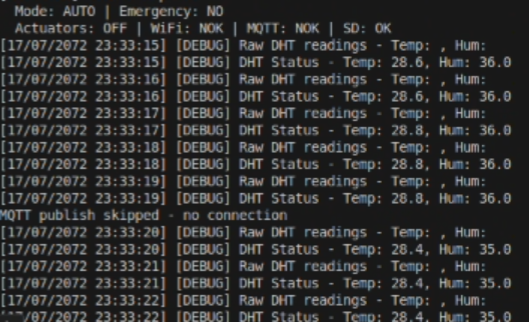 Mode: AUTO | Emergency: NO
Actuators: OFF | WiFi: NOK | MQTT: NOK | SD: OK
[17/07/2072 23:33:15] [DEBUG] Raw DHT readings - Temp: , Hum:
[17/07/2072 23:33:15] [DEBUG] DHT Status - Temp: 28.6, Hum: 36.0
[17/07/2072 23:33:16] [DEBUG] Raw DHT readings - Temp: , Hum:
[17/07/2072 23:33:16] [DEBUG] DHT Status - Temp: 28.6, Hum: 36.0
[17/07/2072 23:33:17] [DEBUG] Raw DHT readings - Temp: , Hum:
[17/07/2072 23:33:17] [DEBUG] DHT Status - Temp: 28.8, Hum: 36.0
[17/07/2072 23:33:18] [DEBUG] Raw DHT readings - Temp: , Hum:
[17/07/2072 23:33:18] [DEBUG] DHT Status - Temp: 28.8, Hum: 36.0
[17/07/2072 23:33:19] [DEBUG] Raw DHT readings - Temp: , Hum:
[17/07/2072 23:33:19] [DEBUG] DHT Status - Temp: 28.8, Hum: 36.0
MQTT publish skipped - no connection
[17/07/2072 23:33:20] [DEBUG] Raw DHT readings - Temp: , Hum:
[17/07/2072 23:33:20] [DEBUG] DHT Status - Temp: 28.4, Hum: 35.0
[17/07/2072 23:33:21] [DEBUG] Raw DHT readings - Temp: , Hum:
[17/07/2072 23:33:21] [DEBUG] DHT Status - Temp: 28.4, Hum: 35.0
[17/07/2072 23:33:22] [DEBUG] Raw DHT readings - Temp: , Hum:
[17/07/2072 23:33:22] [DEBUG] DHT Status - Temp: 28.4, Hum: 35.0